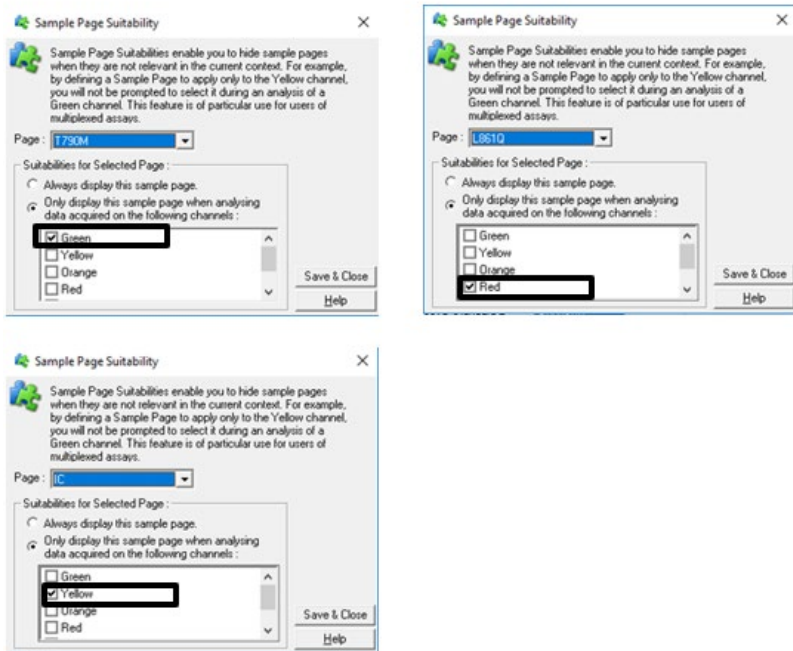 Sample Page Suitability
Sample Page Suitabilities enable you to hide sample pages
when they are not relevant in the current context. For example,
by defining a Sample Page to apply only to the Yellow channel,
you will not be prompted to select it during an analysis of a
Green channel. This feature is of particular use for users of
multiplexed assays.
Page : T790M
Suitabilities for Selected Page :
Always display this sample page.
Only display this sample page when analysing
data acquired on the following channels :
Green
Yellow
Orange
Red
Save & Close
Help
Sample Page Suitability
Sample Page Suitabilities enable you to hide sample pages
when they are not relevant in the current context. For example,
by defining a Sample Page to apply only to the Yellow channel,
you will not be prompted to select it during an analysis of a
Green channel. This feature is of particular use for users of
multiplexed assays.
Page : L861Q
Suitabilities for Selected Page :
Always display this sample page.
Only display this sample page when analysing
data acquired on the following channels :
Green
Yellow
Orange
Red
Save & Close
Help
Sample Page Suitability
Sample Page Suitabilities enable you to hide sample pages
when they are not relevant in the current context. For example,
by defining a Sample Page to apply only to the Yellow channel,
you will not be prompted to select it during an analysis of a
Green channel. This feature is of particular use for users of
multiplexed assays.
Page : IC
Suitabilities for Selected Page :
Always display this sample page.
Only display this sample page when analysing
data acquired on the following channels :
Green
Yellow
Orange
Red
Save & Close
Help